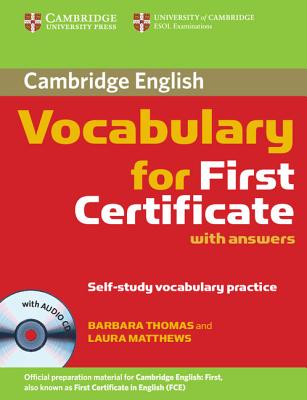 CAMBRIDGE
UNIVERSITY PRESS
UNIVERSITY of CAMBRIDGE
ESOL Examinations
Cambridge English
Vocabulary
for First
Certificate
with answers
Self-study vocabulary practice
with AUDIO CD
BARBARA THOMAS and
LAURA MATTHEWS
Official preparation material for Cambridge English: First,
also known as First Certificate in English (FCE)